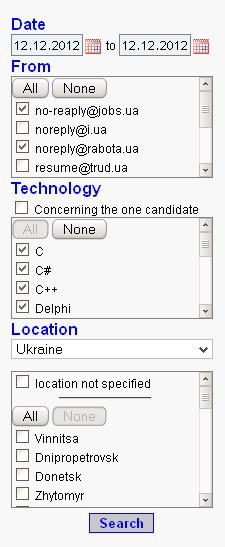 Date
12.12.2012 to 12.12.2012
From
All None
no-reaply@jobs.ua
noreply@i.ua
noreply@rabota.ua
resume@trud.ua
Technology
Concerning the one candidate
All None
C
C#
C++
Delphi
Location
Ukraine
location not specified
All None
Vinnitsa
Dnipropetrovsk
Donetsk
Zhytomyr
Search